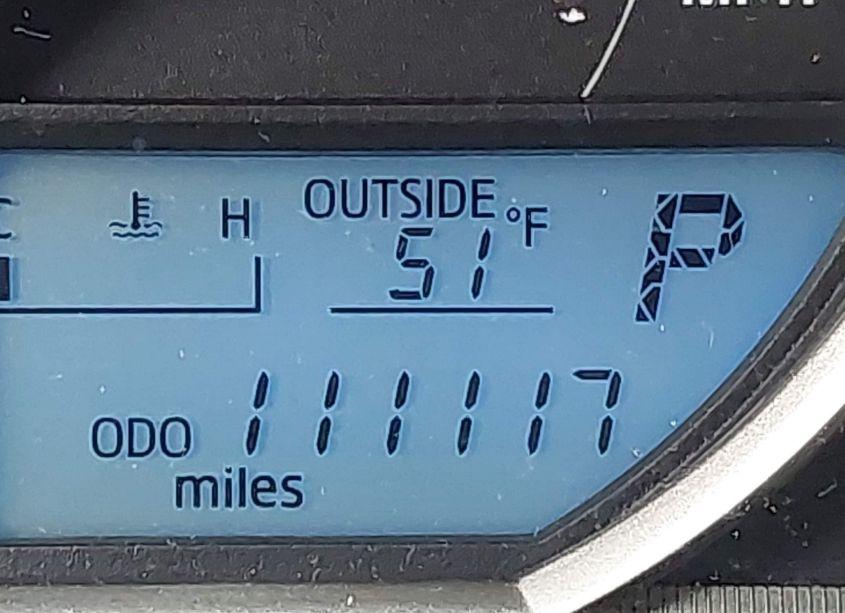 C H OUTSIDE °F P
51
ODO 111117
miles